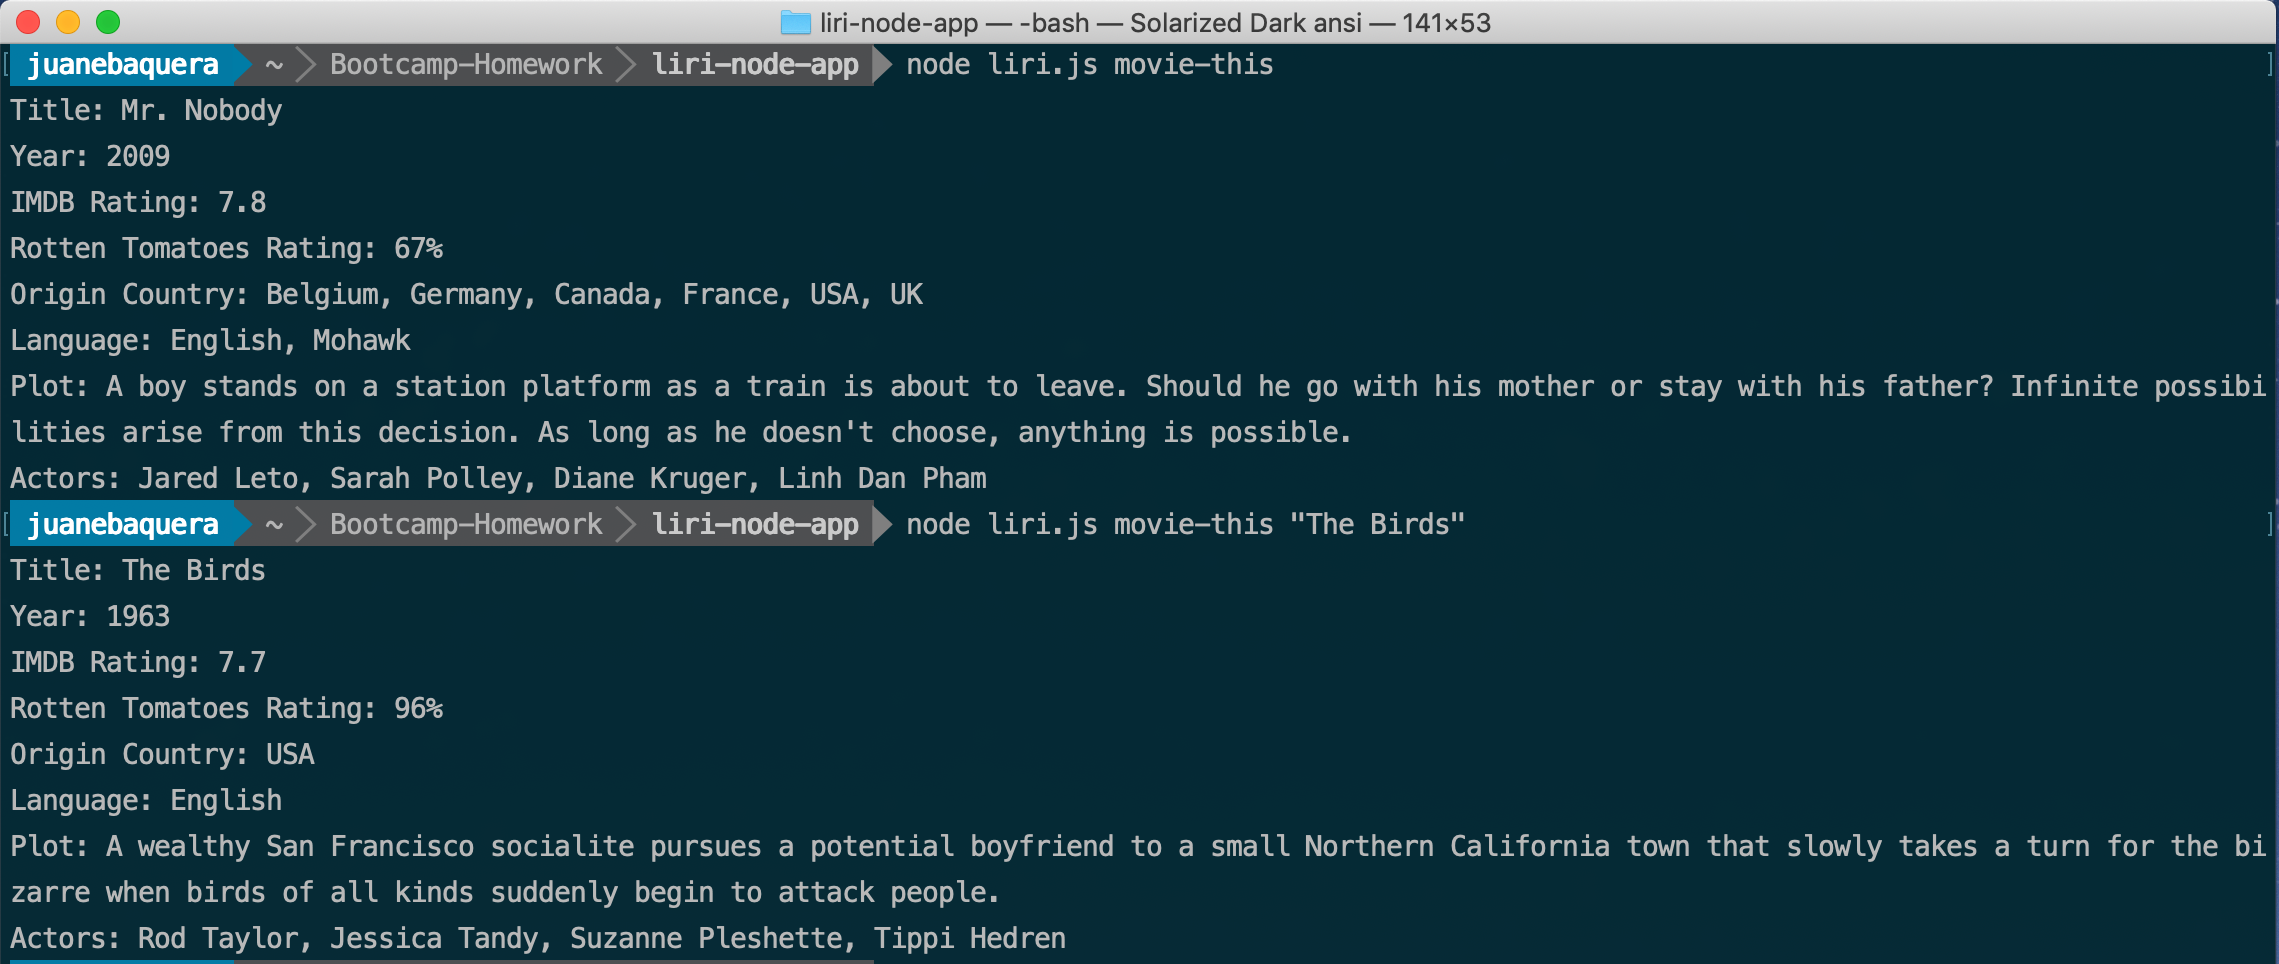 liri-node-app — -bash — Solarized Dark ansi — 141×53
juanebaquera ~ Bootcamp-Homework liri-node-app node liri.js movie-this
Title: Mr. Nobody
Year: 2009
IMDB Rating: 7.8
Rotten Tomatoes Rating: 67%
Origin Country: Belgium, Germany, Canada, France, USA, UK
Language: English, Mohawk
Plot: A boy stands on a station platform as a train is about to leave. Should he go with his mother or stay with his father? Infinite possibi
lities arise from this decision. As long as he doesn't choose, anything is possible.
Actors: Jared Leto, Sarah Polley, Diane Kruger, Linh Dan Pham
juanebaquera ~ Bootcamp-Homework liri-node-app node liri.js movie-this "The Birds"
Title: The Birds
Year: 1963
IMDB Rating: 7.7
Rotten Tomatoes Rating: 96%
Origin Country: USA
Language: English
Plot: A wealthy San Francisco socialite pursues a potential boyfriend to a small Northern California town that slowly takes a turn for the bi
zarre when birds of all kinds suddenly begin to attack people.
Actors: Rod Taylor, Jessica Tandy, Suzanne Pleshette, Tippi Hedren